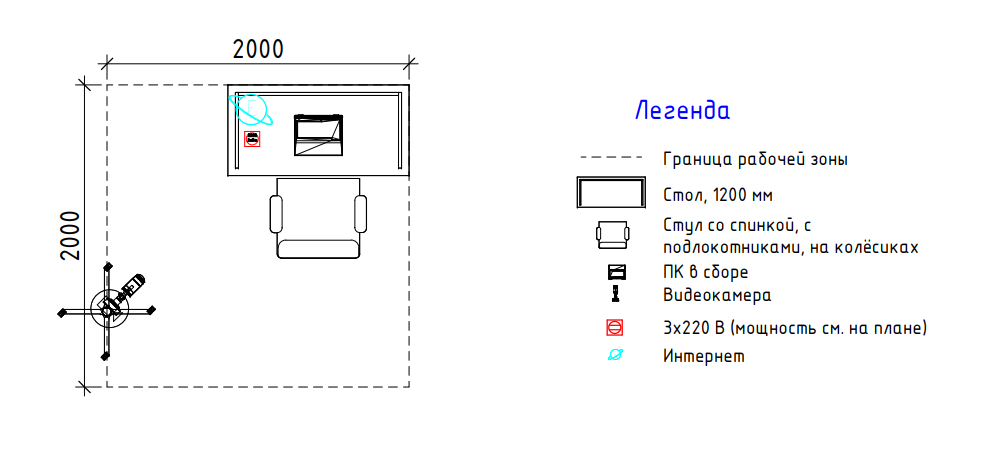 2000
2000
Легенда
Граница рабочей зоны
Стол, 1200 мм
Стул со спинкой, с
подлокотниками, на колёсиках
ПК в сборе
Видеокамера
3х220 В (мощность см. на плане)
Интернет